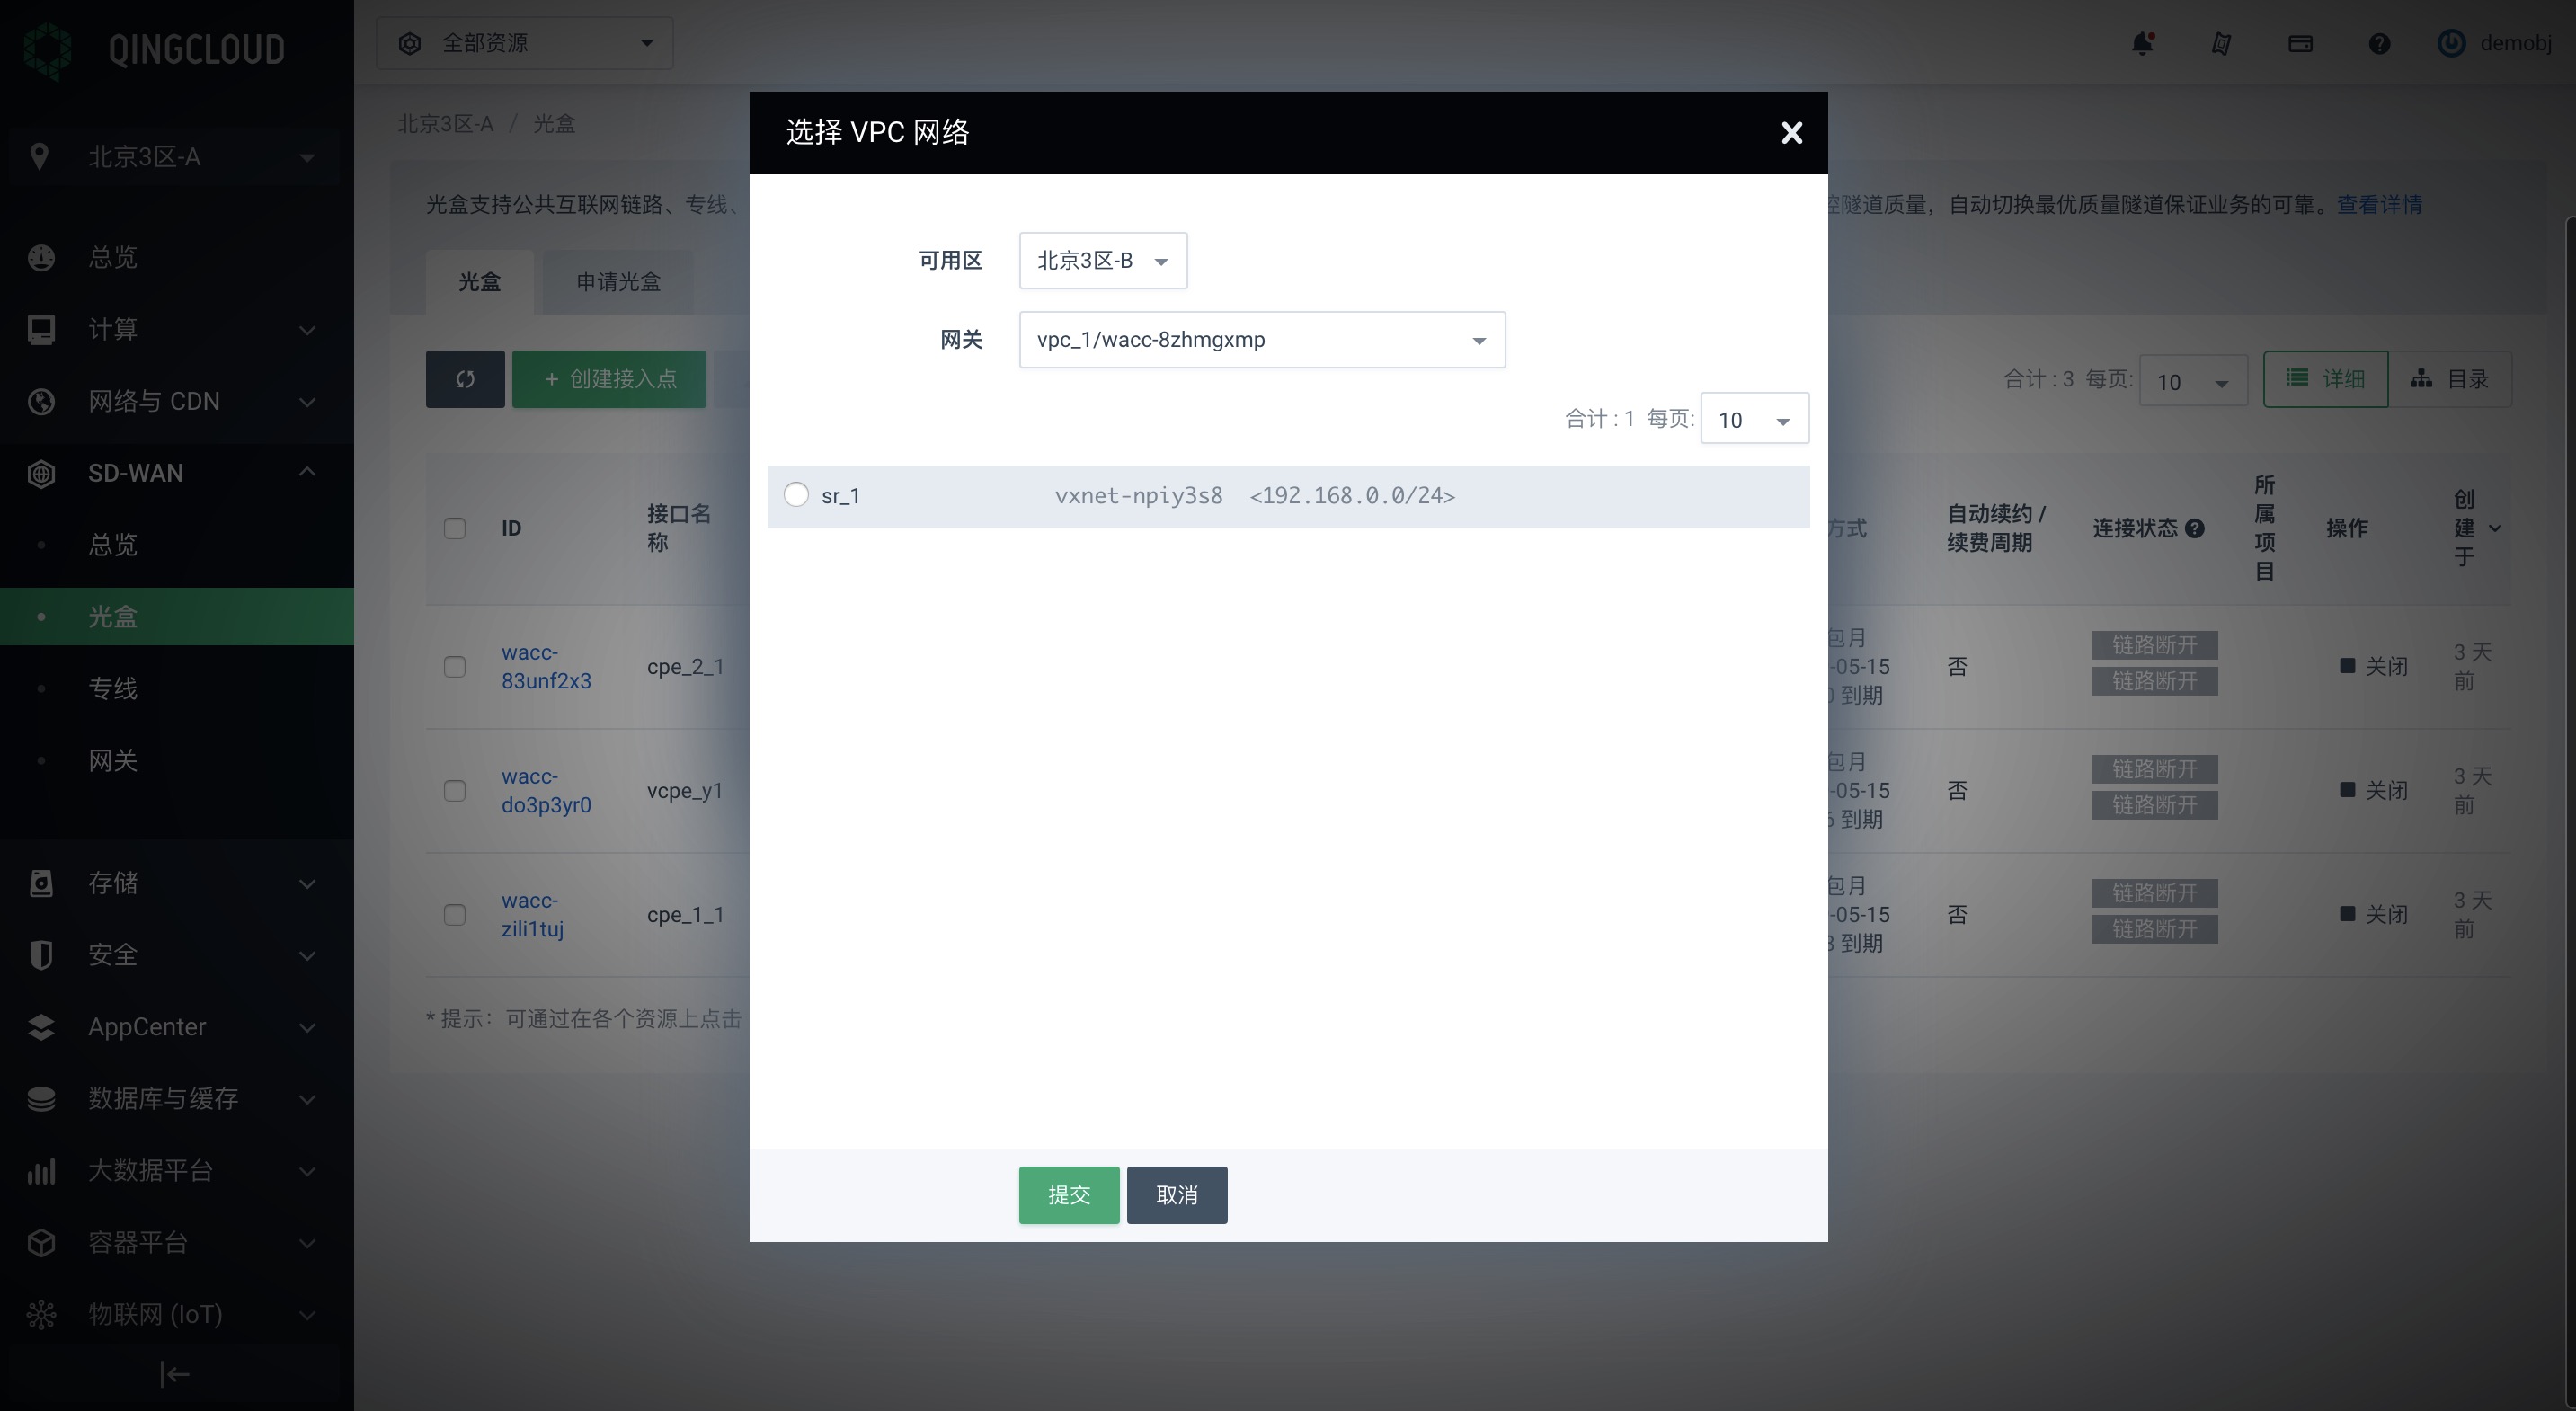 QINGCLOUD
全部资源
demobj
北京3区-A
总览
计算
网络与 CDN
SD-WAN
总览
光盒
专线
网关
存储
安全
AppCenter
数据库与缓存
大数据平台
容器平台
物联网 (IoT)
北京3区-A / 光盒
光盒支持公共互联网链路、专线、
隧道质量，自动切换最优质量隧道保证业务的可靠。查看详情
光盒 申请光盒
+ 创建接入点
合计 : 3 每页: 10 详细 目录
ID 接口名称 方式 自动续约 / 续费周期 连接状态 所属项目 操作 创建于
wacc-83unf2x3 cpe_2_1 包月 -05-15 到期 否 链路断开 链路断开 关闭 3 天前
wacc-do3p3yr0 vcpe_y1 包月 -05-15 到期 否 链路断开 链路断开 关闭 3 天前
wacc-zili1tuj cpe_1_1 包月 -05-15 到期 否 链路断开 链路断开 关闭 3 天前
* 提示：可通过在各个资源上点击
选择 VPC 网络
可用区 北京3区-B
网关 vpc_1/wacc-8zhmgxmp
合计 : 1 每页: 10
sr_1 vxnet-npiy3s8 <192.168.0.0/24>
提交 取消